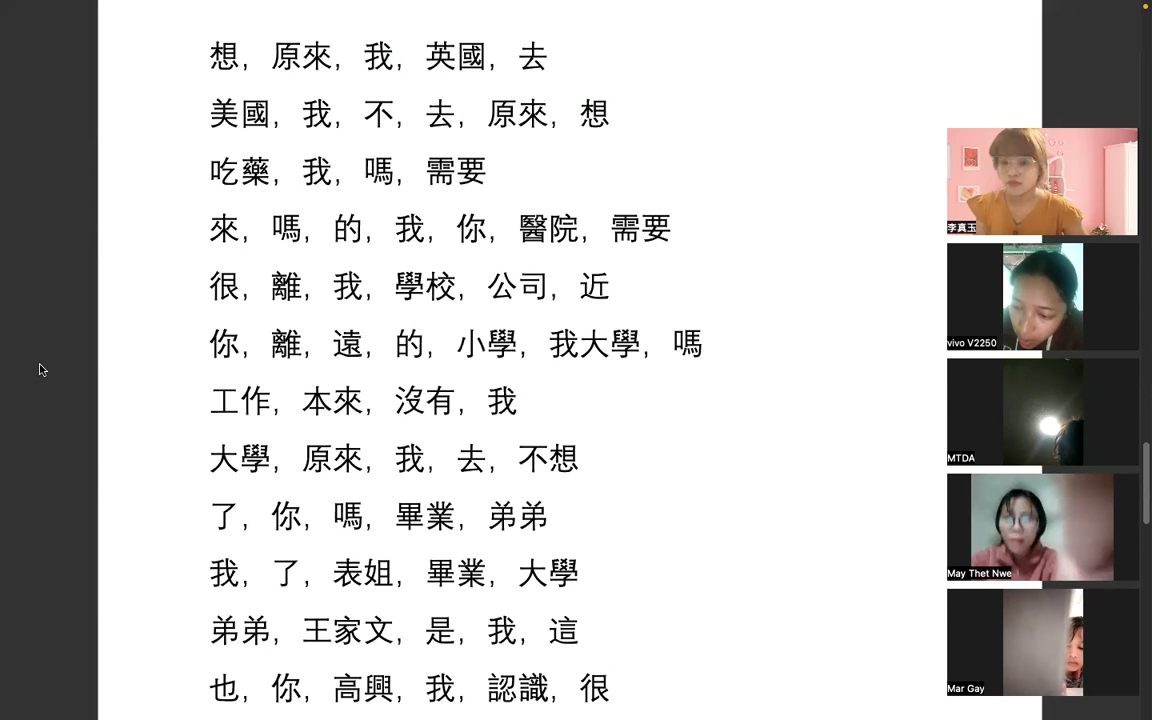 想, 原來, 我, 英國, 去
美國, 我, 不, 去, 原來, 想
吃藥, 我, 嗎, 需要
來, 嗎, 的, 我, 你, 醫院, 需要
很, 離, 我, 學校, 公司, 近
你, 離, 遠, 的, 小學, 我大學, 嗎
工作, 本來, 沒有, 我
大學, 原來, 我, 去, 不想
了, 你, 嗎, 畢業, 弟弟
我, 了, 表姐, 畢業, 大學
弟弟, 王家文, 是, 我, 這
也, 你, 高興, 我, 認識, 很
李真玉
vivo V2250
MTDA
May Thet Nwe
Mar Gay